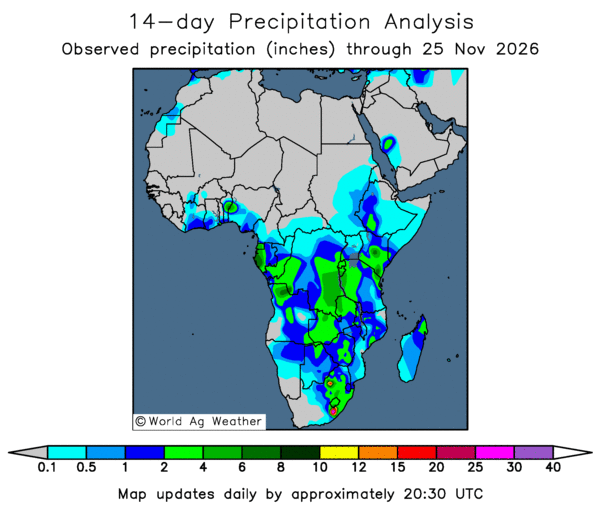 14-day Precipitation Analysis
Observed precipitation (inches) through 25 Nov 2026
© World Ag Weather
0.1 0.5 1 2 4 6 8 10 12 15 20 25 30 40
Map updates daily by approximately 20:30 UTC